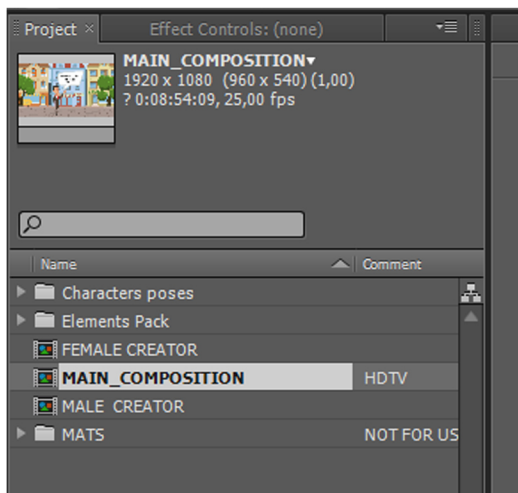 Project × Effect Controls: (none)
MAIN_COMPOSITION▾
1920 x 1080 (960 x 540) (1,00)
? 0:08:54:09, 25,00 fps
Name Comment
Characters poses
Elements Pack
FEMALE CREATOR
MAIN_COMPOSITION HDTV
MALE CREATOR
MATS NOT FOR US